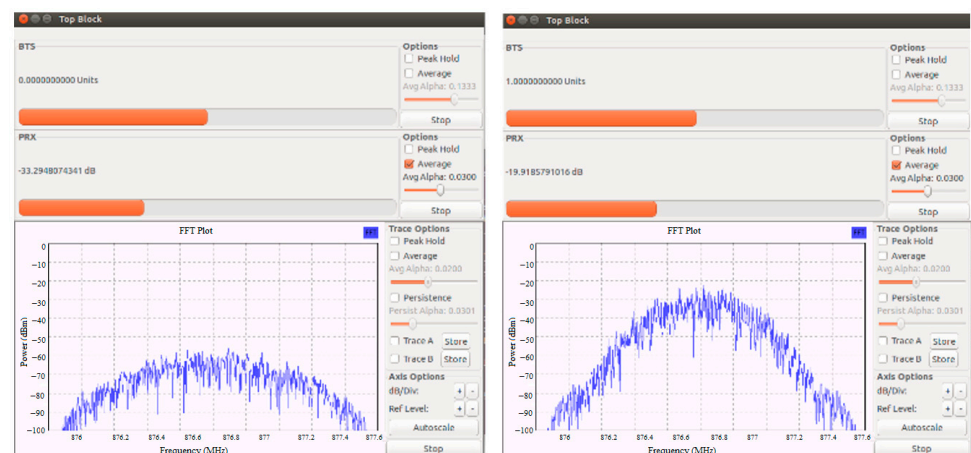 Top Block
BTS
0.0000000000 Units
Options
Peak Hold
Average
Avg Alpha: 0.1333
Stop
PRX
-33.2948074341 dB
Options
Peak Hold
Average
Avg Alpha: 0.0300
Stop
FFT Plot
FFT
Power (dBm)
0
−10
−20
−30
−40
−50
−60
−70
−80
−90
−100
876
876.2
876.4
876.6
876.8
877
877.2
877.4
877.6
Frequency (MHz)
Trace Options
Peak Hold
Average
Avg Alpha: 0.0200
Persistence
Persist Alpha: 0.0301
Trace A Store
Trace B Store
Axis Options
dB/Div: + -
Ref Level: + -
Autoscale
Stop
Top Block
BTS
1.0000000000 Units
Options
Peak Hold
Average
Avg Alpha: 0.1333
Stop
PRX
-19.9185791016 dB
Options
Peak Hold
Average
Avg Alpha: 0.0300
Stop
FFT Plot
FFT
Power (dBm)
0
−10
−20
−30
−40
−50
−60
−70
−80
−90
−100
876
876.2
876.4
876.6
876.8
877
877.2
877.4
877.6
Frequency (MHz)
Trace Options
Peak Hold
Average
Avg Alpha: 0.0200
Persistence
Persist Alpha: 0.0301
Trace A Store
Trace B Store
Axis Options
dB/Div: + -
Ref Level: + -
Autoscale
Stop